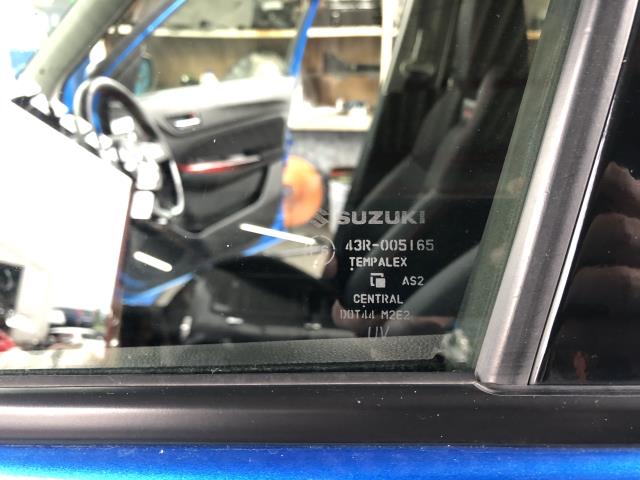 SUZUKI
43R-005165
TEMPALEX
AS2
CENTRAL
DOT44 M2E2
UV